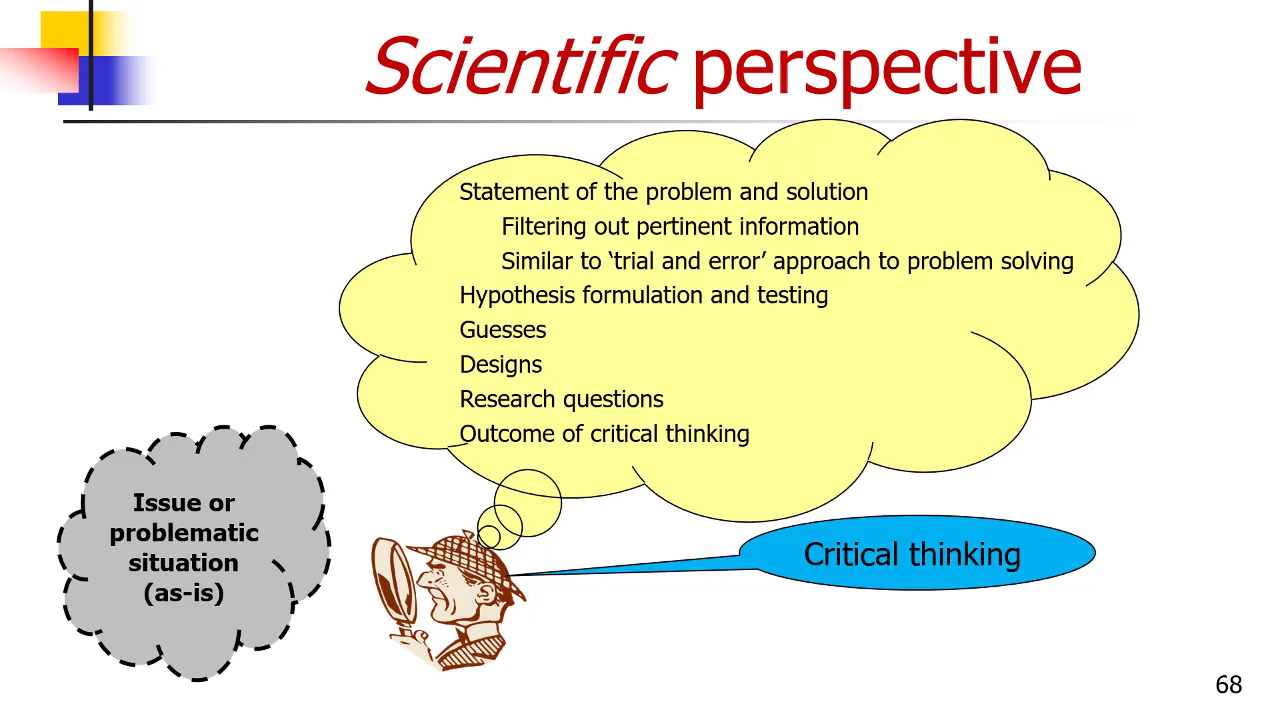 Scientific perspective
Statement of the problem and solution
Filtering out pertinent information
Similar to ‘trial and error’ approach to problem solving
Hypothesis formulation and testing
Guesses
Designs
Research questions
Outcome of critical thinking
Issue or
problematic
situation
(as-is)
Critical thinking
68